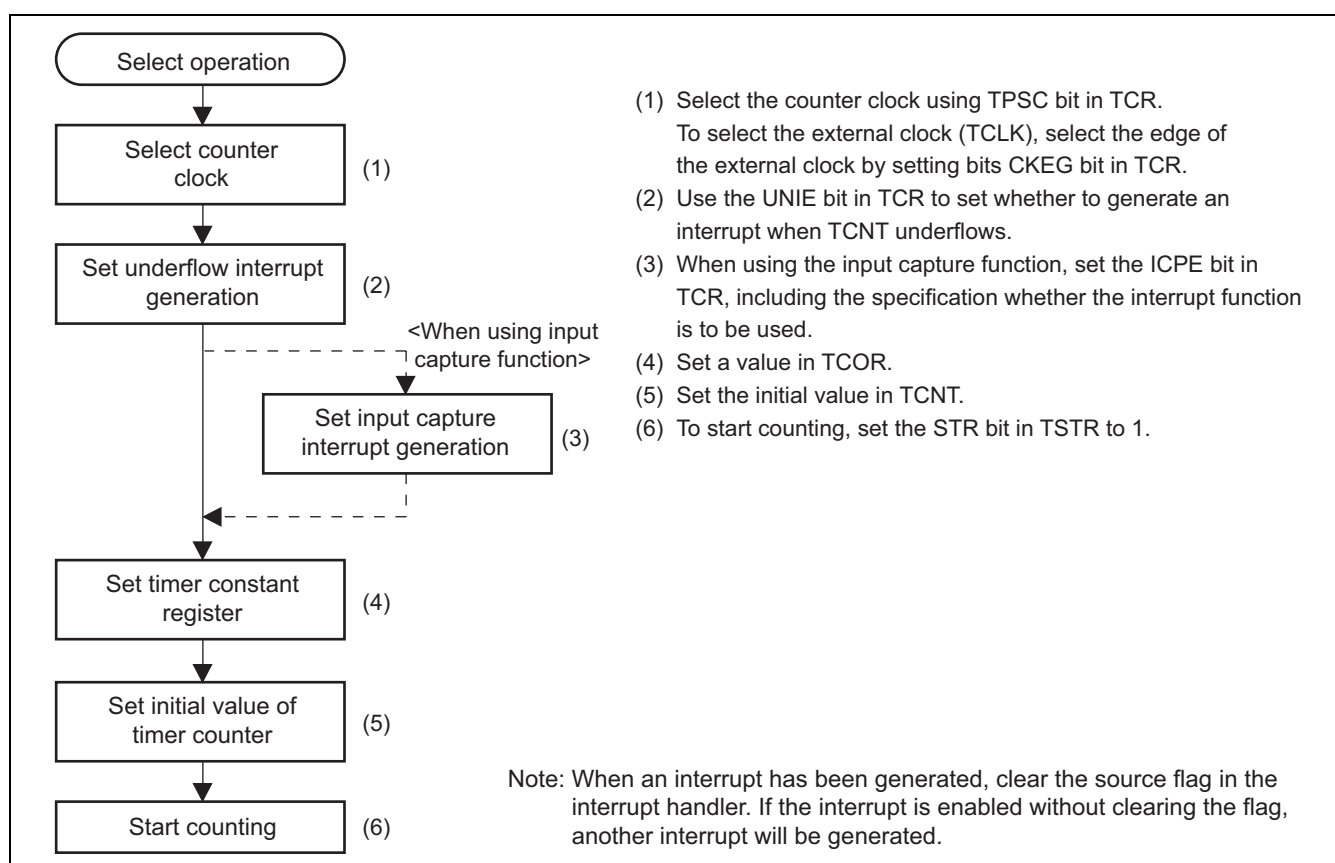 Select operation
Select counter
clock
(1)
Set underflow interrupt
generation
(2)
<When using input
capture function>
Set input capture
interrupt generation
(3)
Set timer constant
register
(4)
Set initial value of
timer counter
(5)
Start counting
(6)
(1) Select the counter clock using TPSC bit in TCR.
To select the external clock (TCLK), select the edge of
the external clock by setting bits CKEG bit in TCR.
(2) Use the UNIE bit in TCR to set whether to generate an
interrupt when TCNT underflows.
(3) When using the input capture function, set the ICPE bit in
TCR, including the specification whether the interrupt function
is to be used.
(4) Set a value in TCOR.
(5) Set the initial value in TCNT.
(6) To start counting, set the STR bit in TSTR to 1.
Note: When an interrupt has been generated, clear the source flag in the
interrupt handler. If the interrupt is enabled without clearing the flag,
another interrupt will be generated.